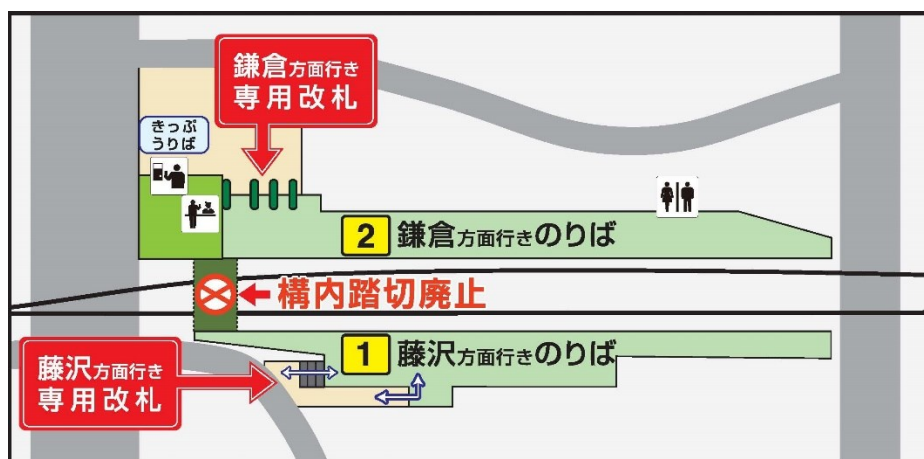 鎌倉方面行き
専用改札
きっぷ
うりば
2 鎌倉方面行きのりば
構内踏切廃止
1 藤沢方面行きのりば
藤沢方面行き
専用改札